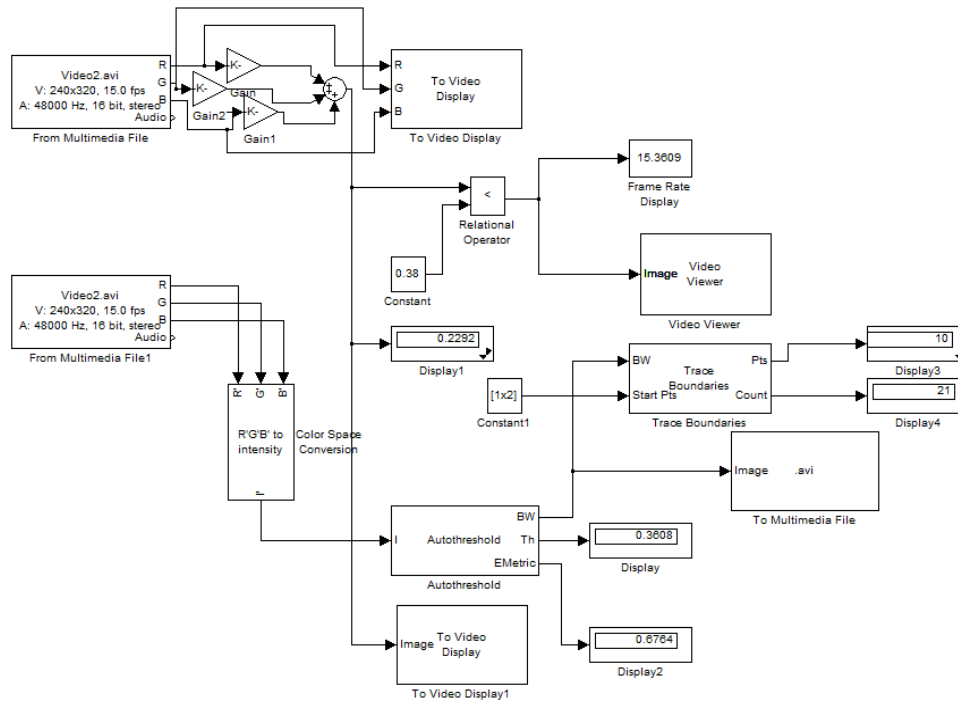 Video2.avi
V: 240x320, 15.0 fps
A: 48000 Hz, 16 bit, stereo
R
G
B
Audio
From Multimedia File
K-
Gain
K-
Gain2
K-
Gain1
+
+
+
R
G
B
To Video
Display
To Video Display
<
Relational
Operator
15.3609
Frame Rate
Display
0.38
Constant
Image
Video
Viewer
Video Viewer
Video2.avi
V: 240x320, 15.0 fps
A: 48000 Hz, 16 bit, stereo
R
G
B
Audio
From Multimedia File1
0.2292
Display1
[1x2]
Constant1
BW
Start Pts
Trace
Boundaries
Pts
Count
Trace Boundaries
10
Display3
21
Display4
R'
G'
B'
R'G'B' to
intensity
I'
Color Space
Conversion
Image
.avi
To Multimedia File
I
Autothreshold
BW
Th
EMetric
Autothreshold
0.3608
Display
0.6764
Display2
Image
To Video
Display
To Video Display1